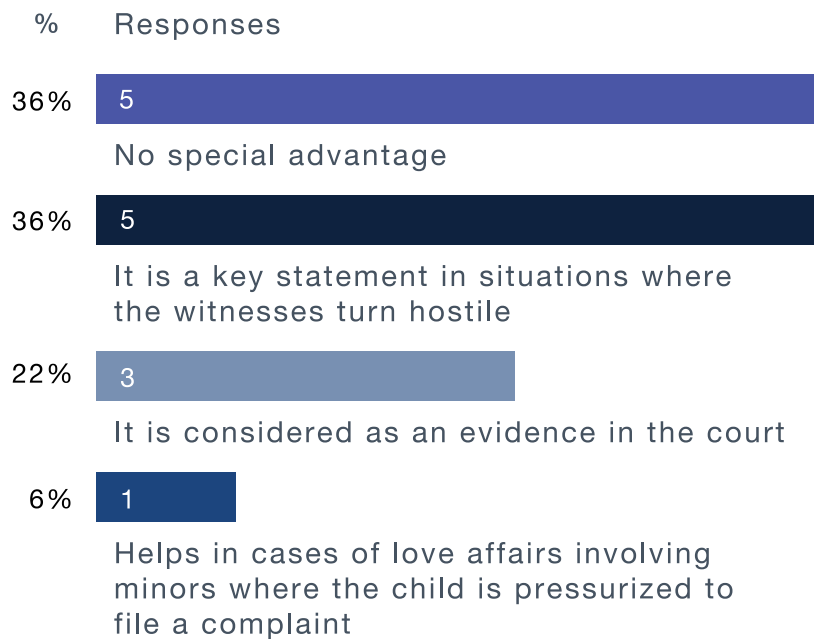 % Responses
36% 5
No special advantage
36% 5
It is a key statement in situations where
the witnesses turn hostile
22% 3
It is considered as an evidence in the court
6% 1
Helps in cases of love affairs involving
minors where the child is pressurized to
file a complaint